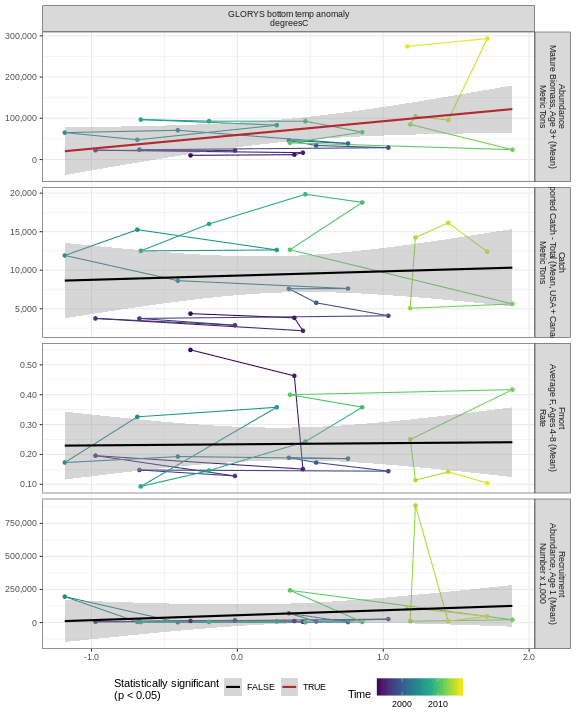 GLORYS bottom temp anomaly
degreesC
300,000
200,000
100,000
0
Abundance
Mature Biomass, Age 3+ (Mean)
Metric Tons
20,000
15,000
10,000
5,000
Catch
Catch - Total (Mean, USA +
Metric Tons
0.50
0.40
0.30
0.20
0.10
Fmort
Average F, Ages 4-8 (Mean)
Rate
750,000
500,000
250,000
0
Recruitment
Abundance, Age 1 (Mean)
Number x 1,000
-1.0
0.0
1.0
2.0
Statistically significant
(p < 0.05)
FALSE
TRUE
Time
2000
2010